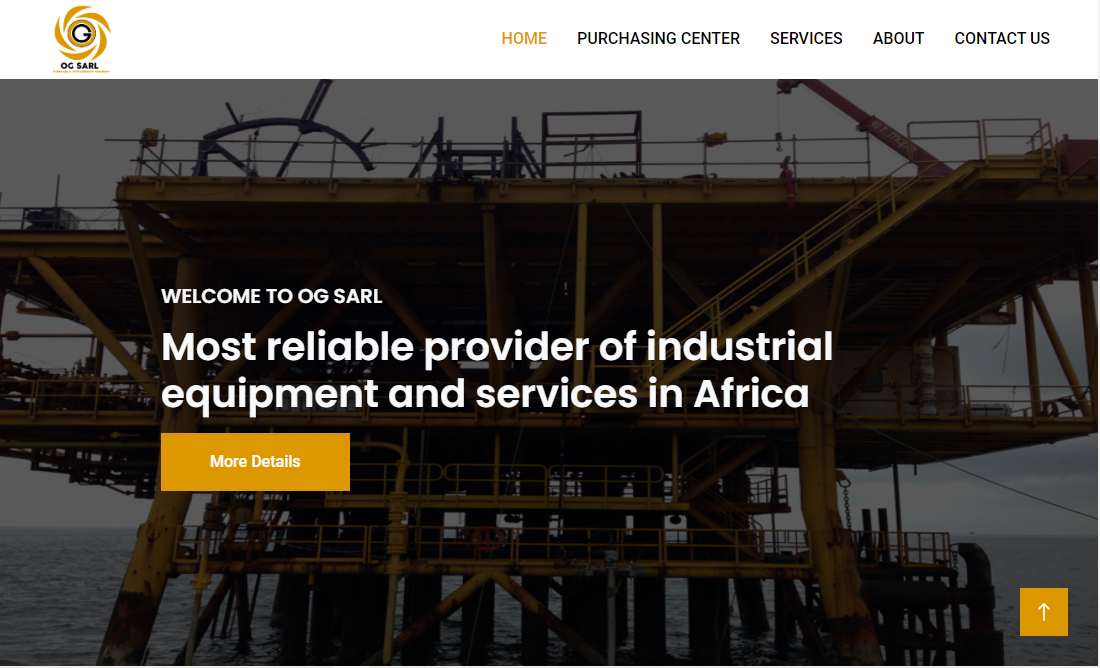 OG SARL
HOME
PURCHASING CENTER
SERVICES
ABOUT
CONTACT US
WELCOME TO OG SARL
Most reliable provider of industrial
equipment and services in Africa
More Details